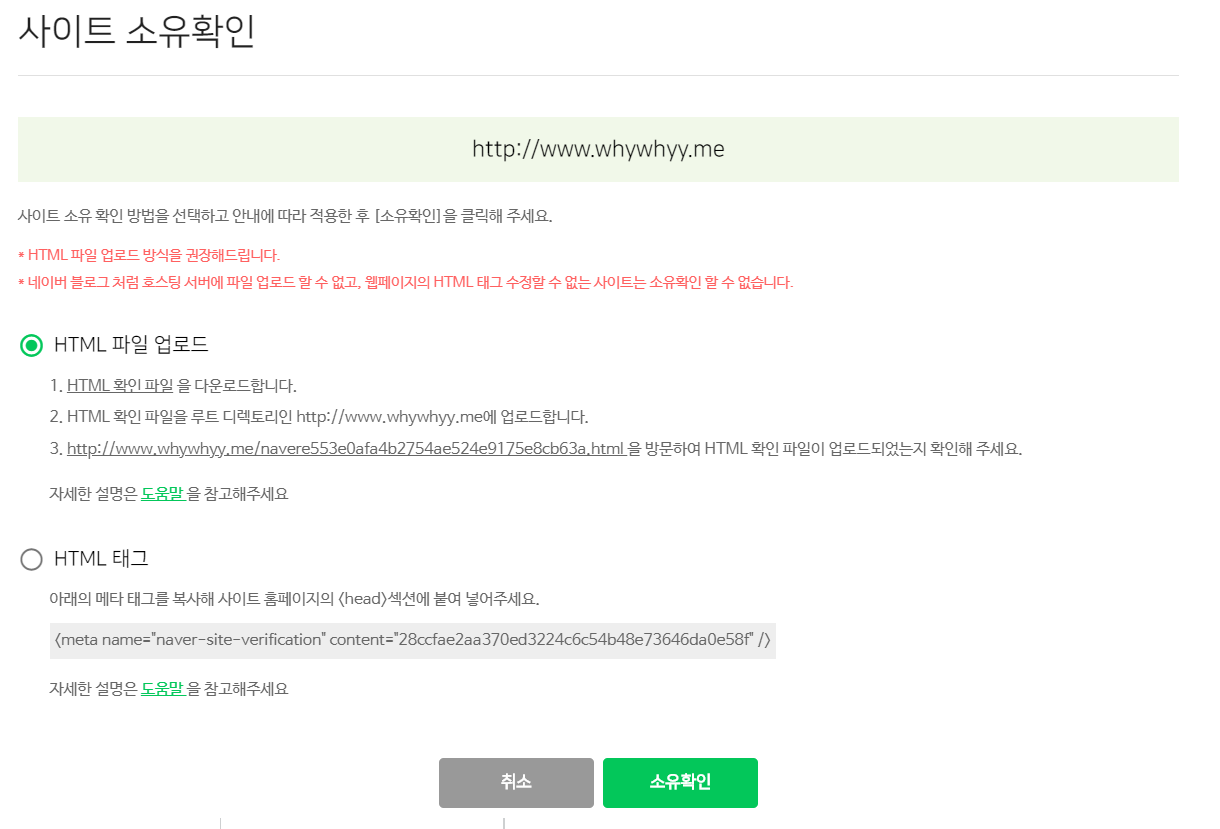 사이트 소유확인
http://www.whywhyy.me
사이트 소유 확인 방법을 선택하고 안내에 따라 적용한 후 [소유확인]을 클릭해 주세요.
* HTML 파일 업로드 방식을 권장해드립니다.
* 네이버 블로그 처럼 호스팅 서버에 파일 업로드 할 수 없고, 웹페이지의 HTML 태그 수정할 수 없는 사이트는 소유확인 할 수 없습니다.
HTML 파일 업로드
1. HTML 확인 파일 을 다운로드합니다.
2. HTML 확인 파일을 루트 디렉토리인 http://www.whywhyy.me에 업로드합니다.
3. http://www.whywhyy.me/navere553e0afa4b2754ae524e9175e8cb63a.html 을 방문하여 HTML 확인 파일이 업로드되었는지 확인해 주세요.
자세한 설명은 도움말 을 참고해주세요
HTML 태그
아래의 메타 태그를 복사해 사이트 홈페이지의 <head>섹션에 붙여 넣어주세요.
<meta name="naver-site-verification" content="28ccfae2aa370ed3224c6c54b48e73646da0e58f" />
자세한 설명은 도움말 을 참고해주세요
취소 소유확인